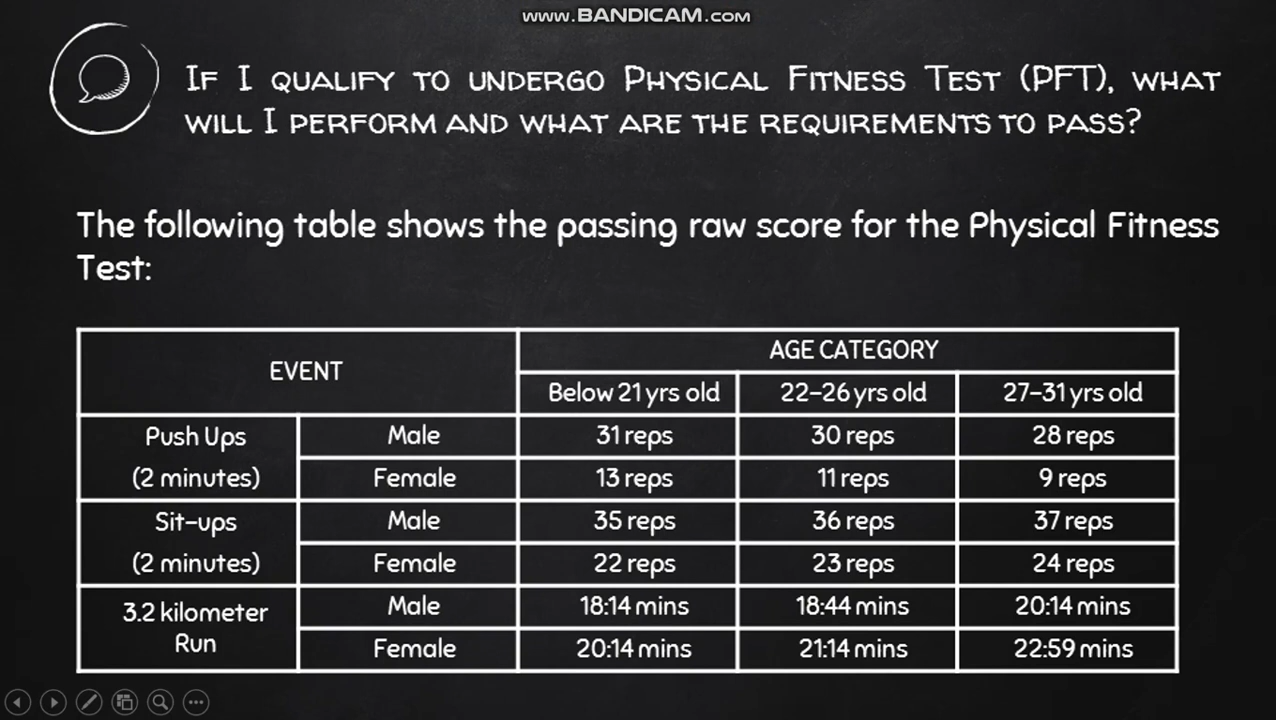 www.BANDICAM.com
If I qualify to undergo Physical Fitness Test (PFT), what
will I perform and what are the requirements to pass?
The following table shows the passing raw score for the Physical Fitness
Test:
EVENT
AGE CATEGORY
Below 21 yrs old 22-26 yrs old 27-31 yrs old
Push Ups
(2 minutes)
Male 31 reps 30 reps 28 reps
Female 13 reps 11 reps 9 reps
Sit-ups
(2 minutes)
Male 35 reps 36 reps 37 reps
Female 22 reps 23 reps 24 reps
3.2 kilometer
Run
Male 18:14 mins 18:44 mins 20:14 mins
Female 20:14 mins 21:14 mins 22:59 mins